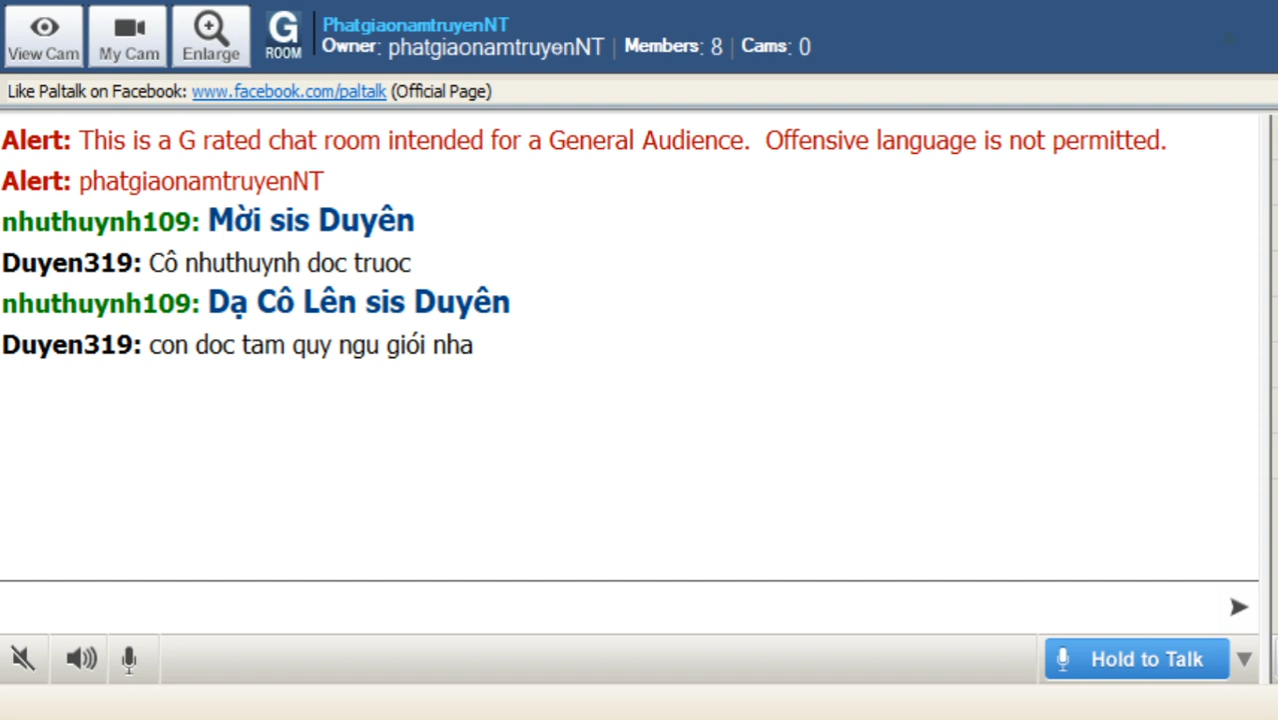 PhatgiaonamtruyenNT
View Cam My Cam Enlarge G ROOM Owner: phatgiaonamtruyenNT | Members: 8 | Cams: 0
Like Paltalk on Facebook: www.facebook.com/paltalk (Official Page)
Alert: This is a G rated chat room intended for a General Audience.  Offensive language is not permitted.
Alert: phatgiaonamtruyenNT
nhuthuynh109: Mời sis Duyên
Duyen319: Cô nhuthuynh doc truoc
nhuthuynh109: Dạ Cô Lên sis Duyên
Duyen319: con doc tam quy ngu giói nha
Hold to Talk